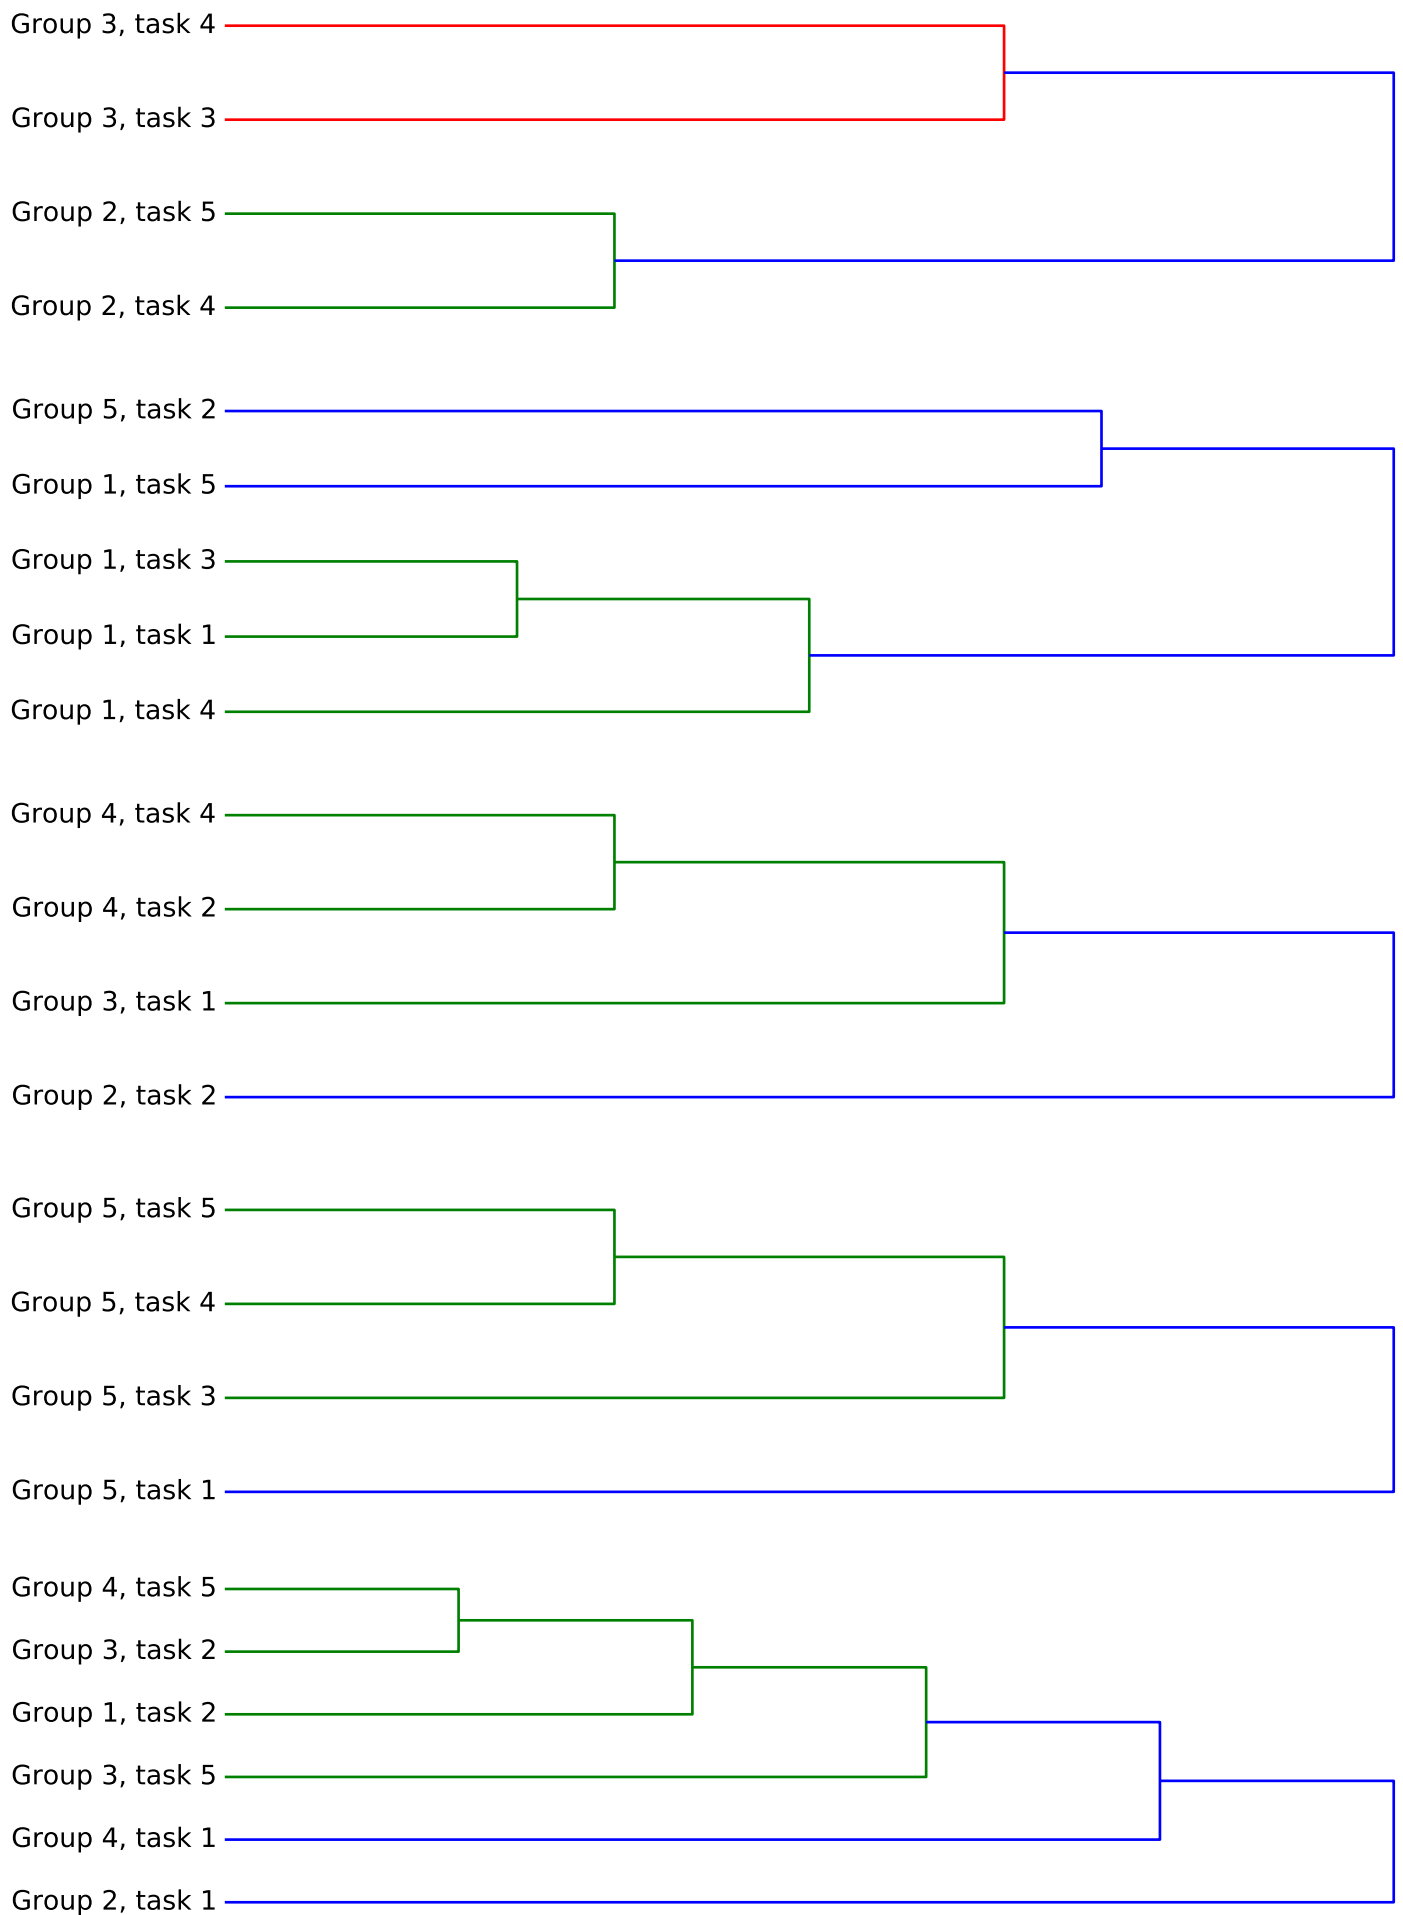 Group 3, task 4
Group 3, task 3
Group 2, task 5
Group 2, task 4
Group 5, task 2
Group 1, task 5
Group 1, task 3
Group 1, task 1
Group 1, task 4
Group 4, task 4
Group 4, task 2
Group 3, task 1
Group 2, task 2
Group 5, task 5
Group 5, task 4
Group 5, task 3
Group 5, task 1
Group 4, task 5
Group 3, task 2
Group 1, task 2
Group 3, task 5
Group 4, task 1
Group 2, task 1